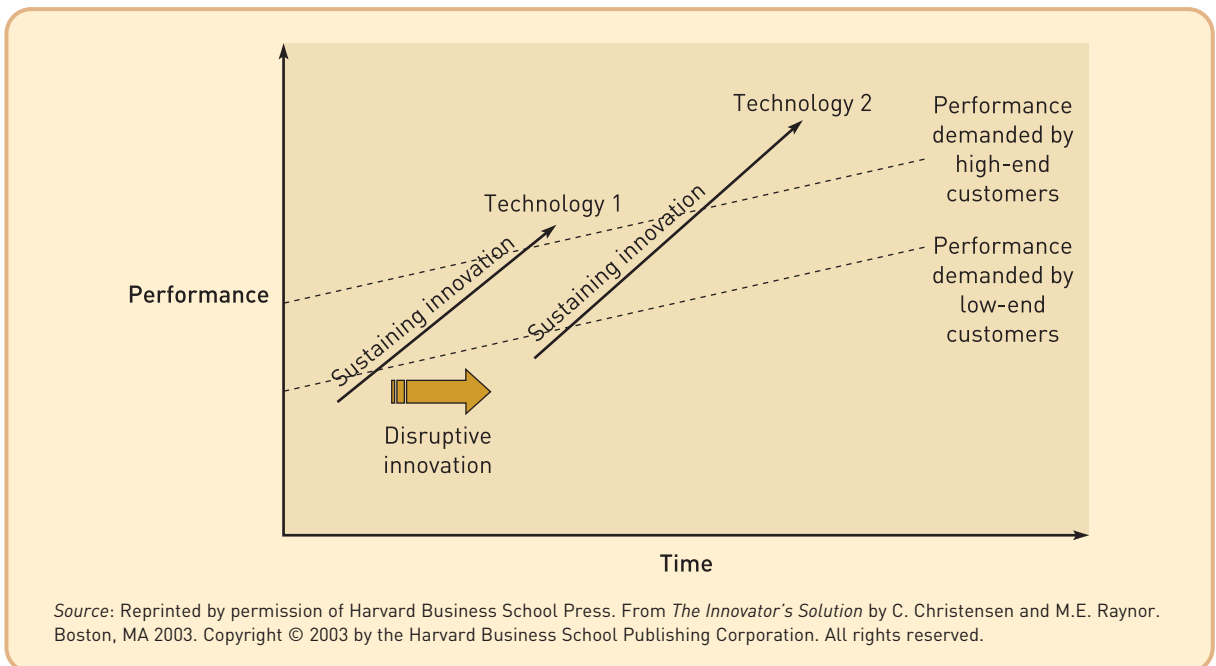 Technology 2
Performance
demanded by
high-end
customers
Technology 1
Sustaining innovation
Sustaining innovation
Performance
demanded by
low-end
customers
Performance
Disruptive
innovation
Time
Source: Reprinted by permission of Harvard Business School Press. From The Innovator's Solution by C. Christensen and M.E. Raynor.
Boston, MA 2003. Copyright © 2003 by the Harvard Business School Publishing Corporation. All rights reserved.